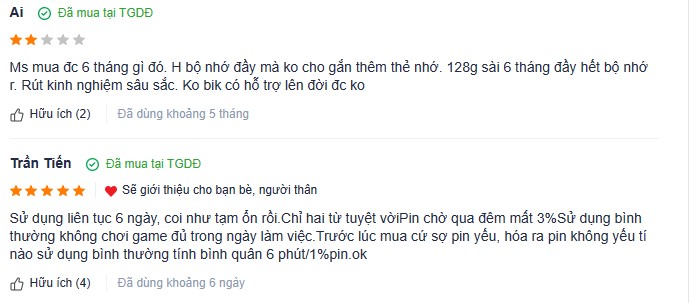 Ai Đã mua tại TGDĐ
Ms mua đc 6 tháng gì đó. H bộ nhớ đầy mà ko cho gắn thêm thẻ nhớ. 128g sài 6 tháng đầy hết bộ nhớ
r. Rút kinh nghiệm sâu sắc. Ko bik có hỗ trợ lên đời đc ko
Hữu ích (2) Đã dùng khoảng 5 tháng
Trần Tiến Đã mua tại TGDĐ
Sẽ giới thiệu cho bạn bè, người thân
Sử dụng liên tục 6 ngày, coi như tạm ổn rồi.Chỉ hai từ tuyệt vờiPin chờ qua đêm mất 3%Sử dụng bình
thường không chơi game đủ trong ngày làm việc.Trước lúc mua cứ sợ pin yếu, hóa ra pin không yếu tí
nào sử dụng bình thường tính bình quân 6 phút/1%pin.ok
Hữu ích (4) Đã dùng khoảng 6 ngày